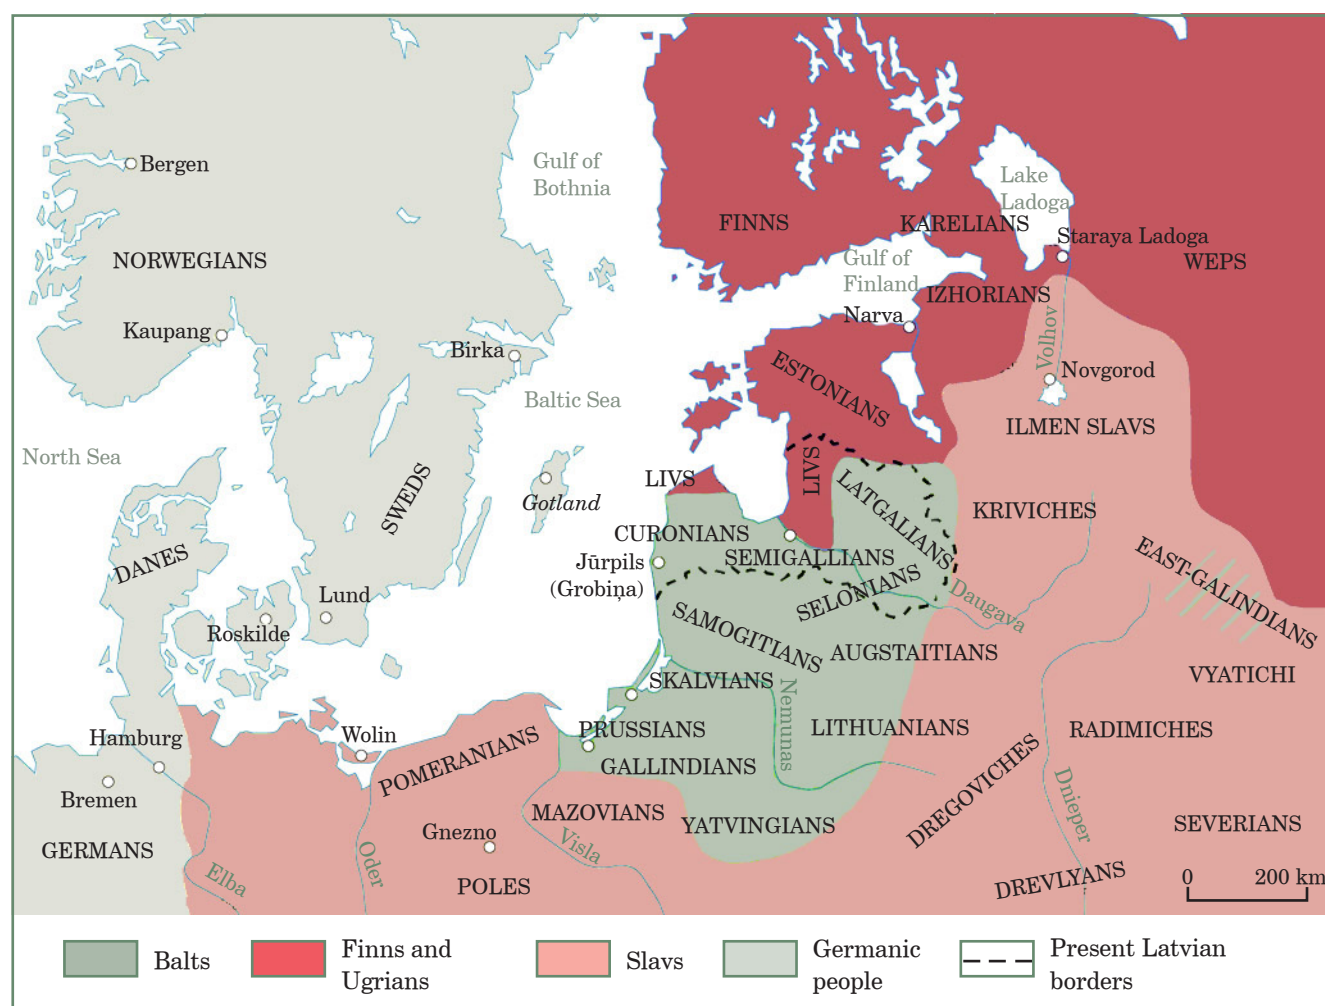 Bergen
Gulf of
Bothnia
Lake
Ladoga
FINNS
KARELIANS
Staraya Ladoga
WEPS
NORWEGIANS
Gulf of
Finland
IZHORIANS
Kaupang
Narva
Volhov
Birka
Novgorod
ESTONIANS
Baltic Sea
ILMEN SLAVS
North Sea
LIVS
LIVS
SWEDS
Gotland
LATGALIANS
KRIVICHES
CURONIANS
SEMIGALLIANS
EAST-GALINDIANS
DANES
Jūrpils
(Grobiņa)
SELONIANS
Daugava
Lund
Roskilde
SAMOGITIANS
AUGSTAITIANS
SKALVIANS
VYATICHI
Nemunas
Hamburg
Wolin
PRUSSIANS
LITHUANIANS
RADIMICHES
POMERANIANS
GALLINDIANS
DREGOVICHES
Dnieper
Bremen
MAZOVIANS
YATVINGIANS
SEVERIANS
Gnezno
GERMANS
Elba
Oder
Visla
POLES
DREVLYANS
0 200 km
Balts
Finns and
Ugrians
Slavs
Germanic
people
Present Latvian
borders